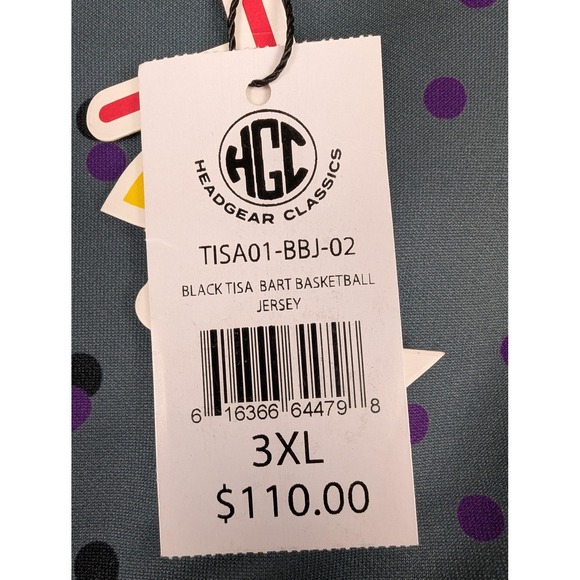 HGC
HEADGEAR CLASSICS
TISA01-BBJ-02
BLACK TISA BART BASKETBALL
JERSEY
6 16366 64479 8
3XL
$110.00